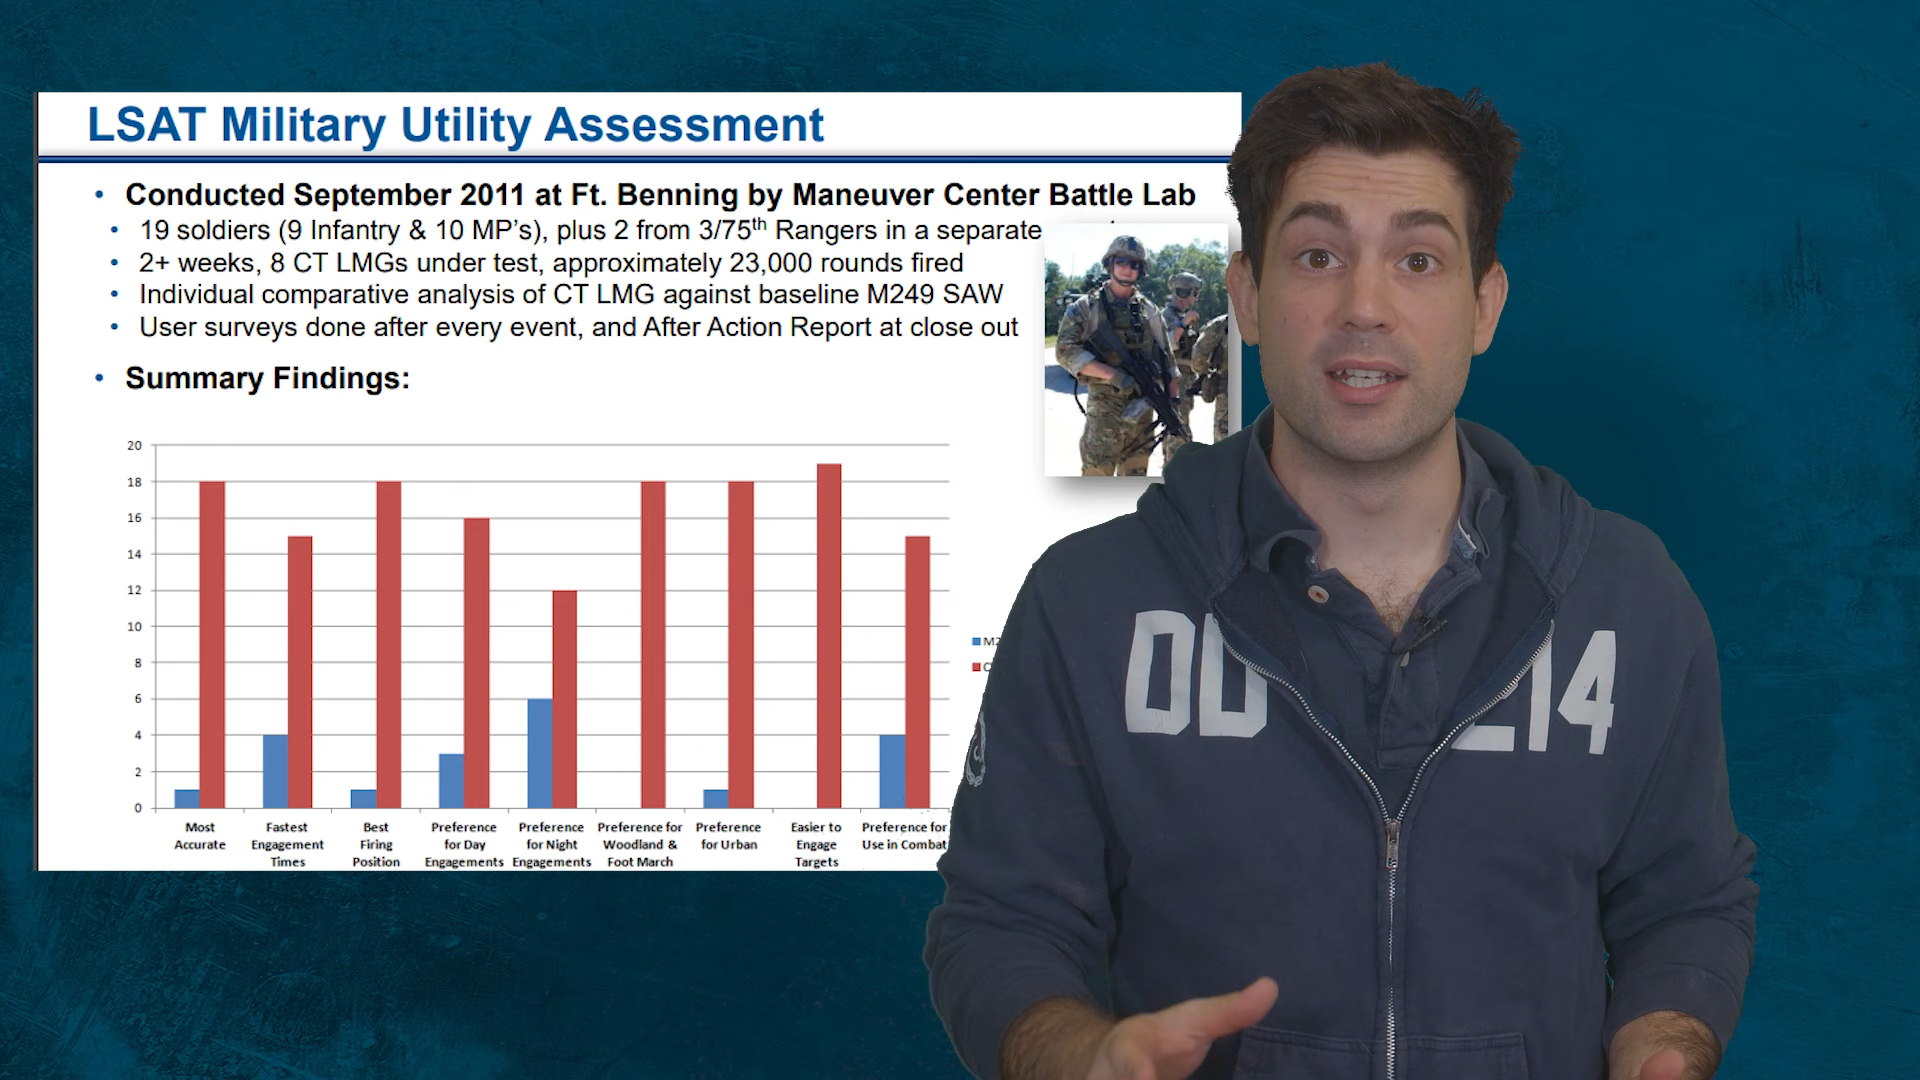 LSAT Military Utility Assessment
• Conducted September 2011 at Ft. Benning by Maneuver Center Battle Lab
• 19 soldiers (9 Infantry & 10 MP's), plus 2 from 3/75th Rangers in a separate
• 2+ weeks, 8 CT LMGs under test, approximately 23,000 rounds fired
• Individual comparative analysis of CT LMG against baseline M249 SAW
• User surveys done after every event, and After Action Report at close out
• Summary Findings:
20
18
16
14
12
10
8
6
4
2
0
Most Accurate
Fastest Engagement Times
Best Firing Position
Preference for Day Engagements
Preference for Night Engagements
Preference for Woodland & Foot March
Preference for Urban
Easier to Engage Targets
Preference for Use in Combat
214